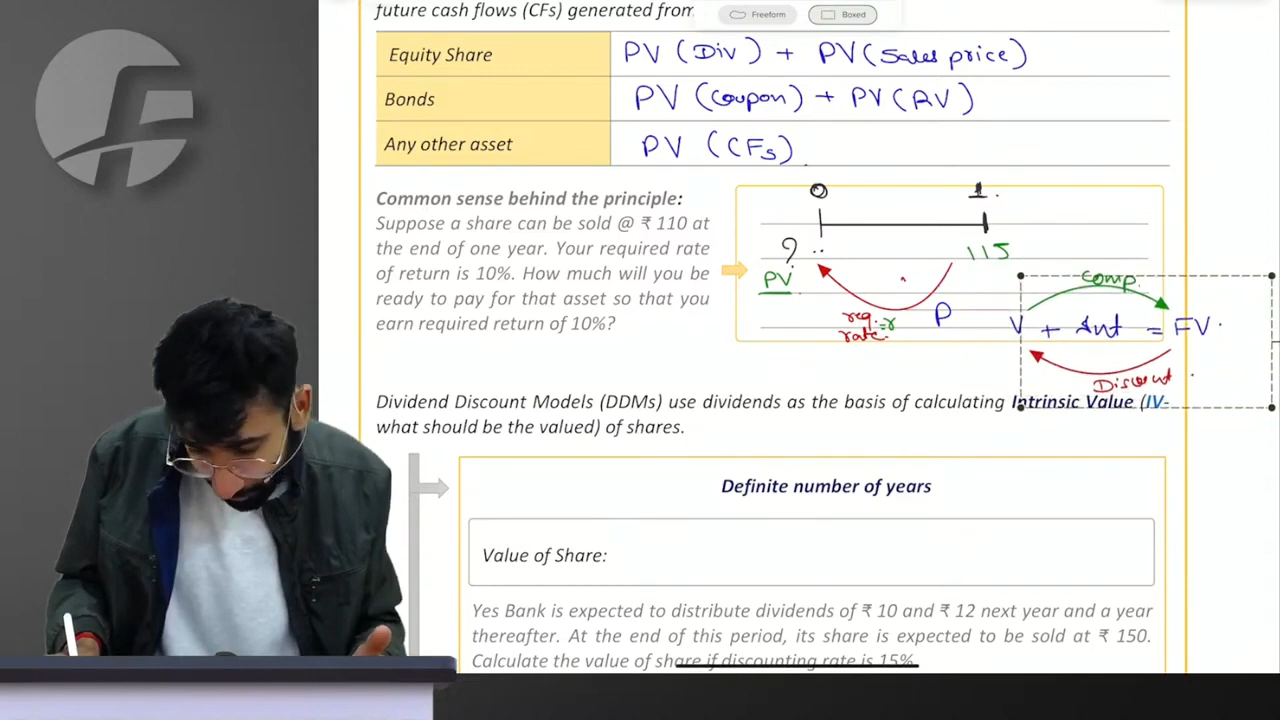 future cash flows (CFs) generated from
Freeform Boxed
Equity Share PV (Div) + PV (Sales price)
Bonds PV (Coupon) + PV (RV)
Any other asset PV (CFs).
Common sense behind the principle:
Suppose a share can be sold @ ₹ 110 at
the end of one year. Your required rate
of return is 10%. How much will you be
ready to pay for that asset so that you
earn required return of 10%?
0 1.
? 115
PV
req. rate = r
comp.
P V + Int = FV.
Discount
Dividend Discount Models (DDMs) use dividends as the basis of calculating Intrinsic Value (IV-
what should be the valued) of shares.
Definite number of years
Value of Share:
Yes Bank is expected to distribute dividends of ₹ 10 and ₹ 12 next year and a year
thereafter. At the end of this period, its share is expected to be sold at ₹ 150.
Calculate the value of share if discounting rate is 15%.